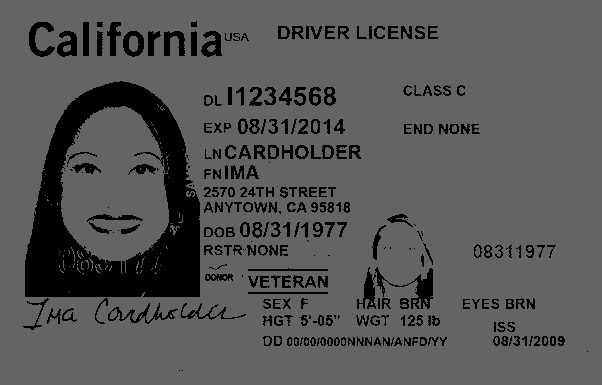 California USA DRIVER LICENSE
DL I1234568 CLASS C
EXP 08/31/2014 END NONE
LN CARDHOLDER
FN IMA
2570 24TH STREET
ANYTOWN, CA 95818
DOB 08/31/1977
RSTR NONE 08311977
DONOR VETERAN
SEX F HAIR BRN EYES BRN
HGT 5'-05" WGT 125 lb ISS
DD 00/00/0000NNNAN/ANFD/YY 08/31/2009
Ima Cardholder